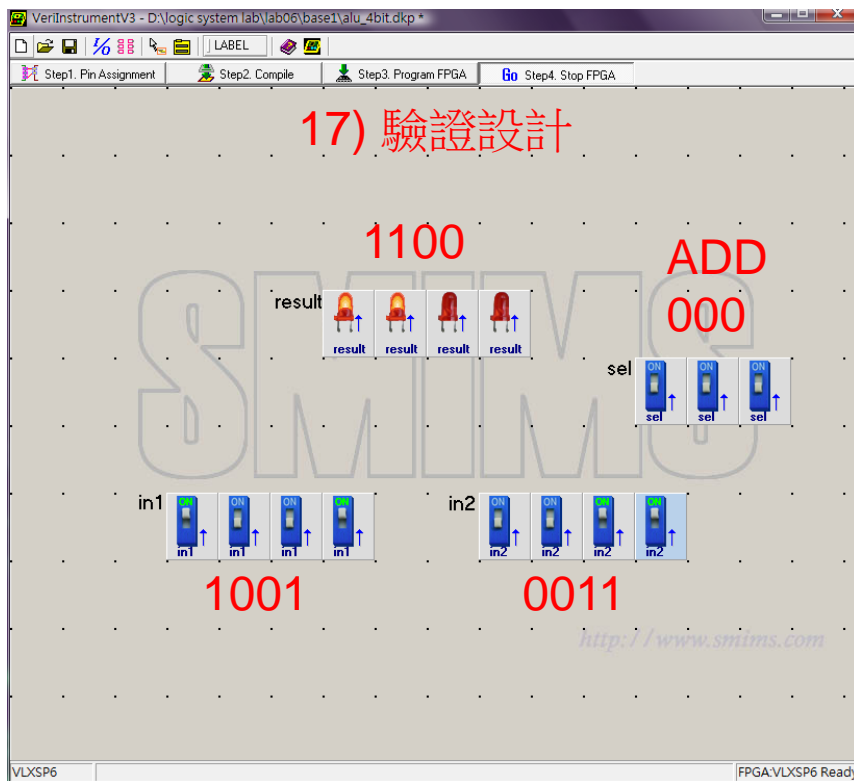 VeriInstrumentV3 - D:\logic system lab\lab06\base1\alu_4bit.dkp *
I/O LABEL
Step1. Pin Assignment Step2. Compile Step3. Program FPGA Go Step4. Stop FPGA
17) 驗證設計
1100
ADD
000
result
result result result result
SMIMS
sel
ON ON ON
sel sel sel
in1
ON ON ON ON
in1 in1 in1 in1
in2
ON ON ON ON
in2 in2 in2 in2
1001
0011
http://www.smims.com
VLXSP6
FPGA:VLXSP6 Ready